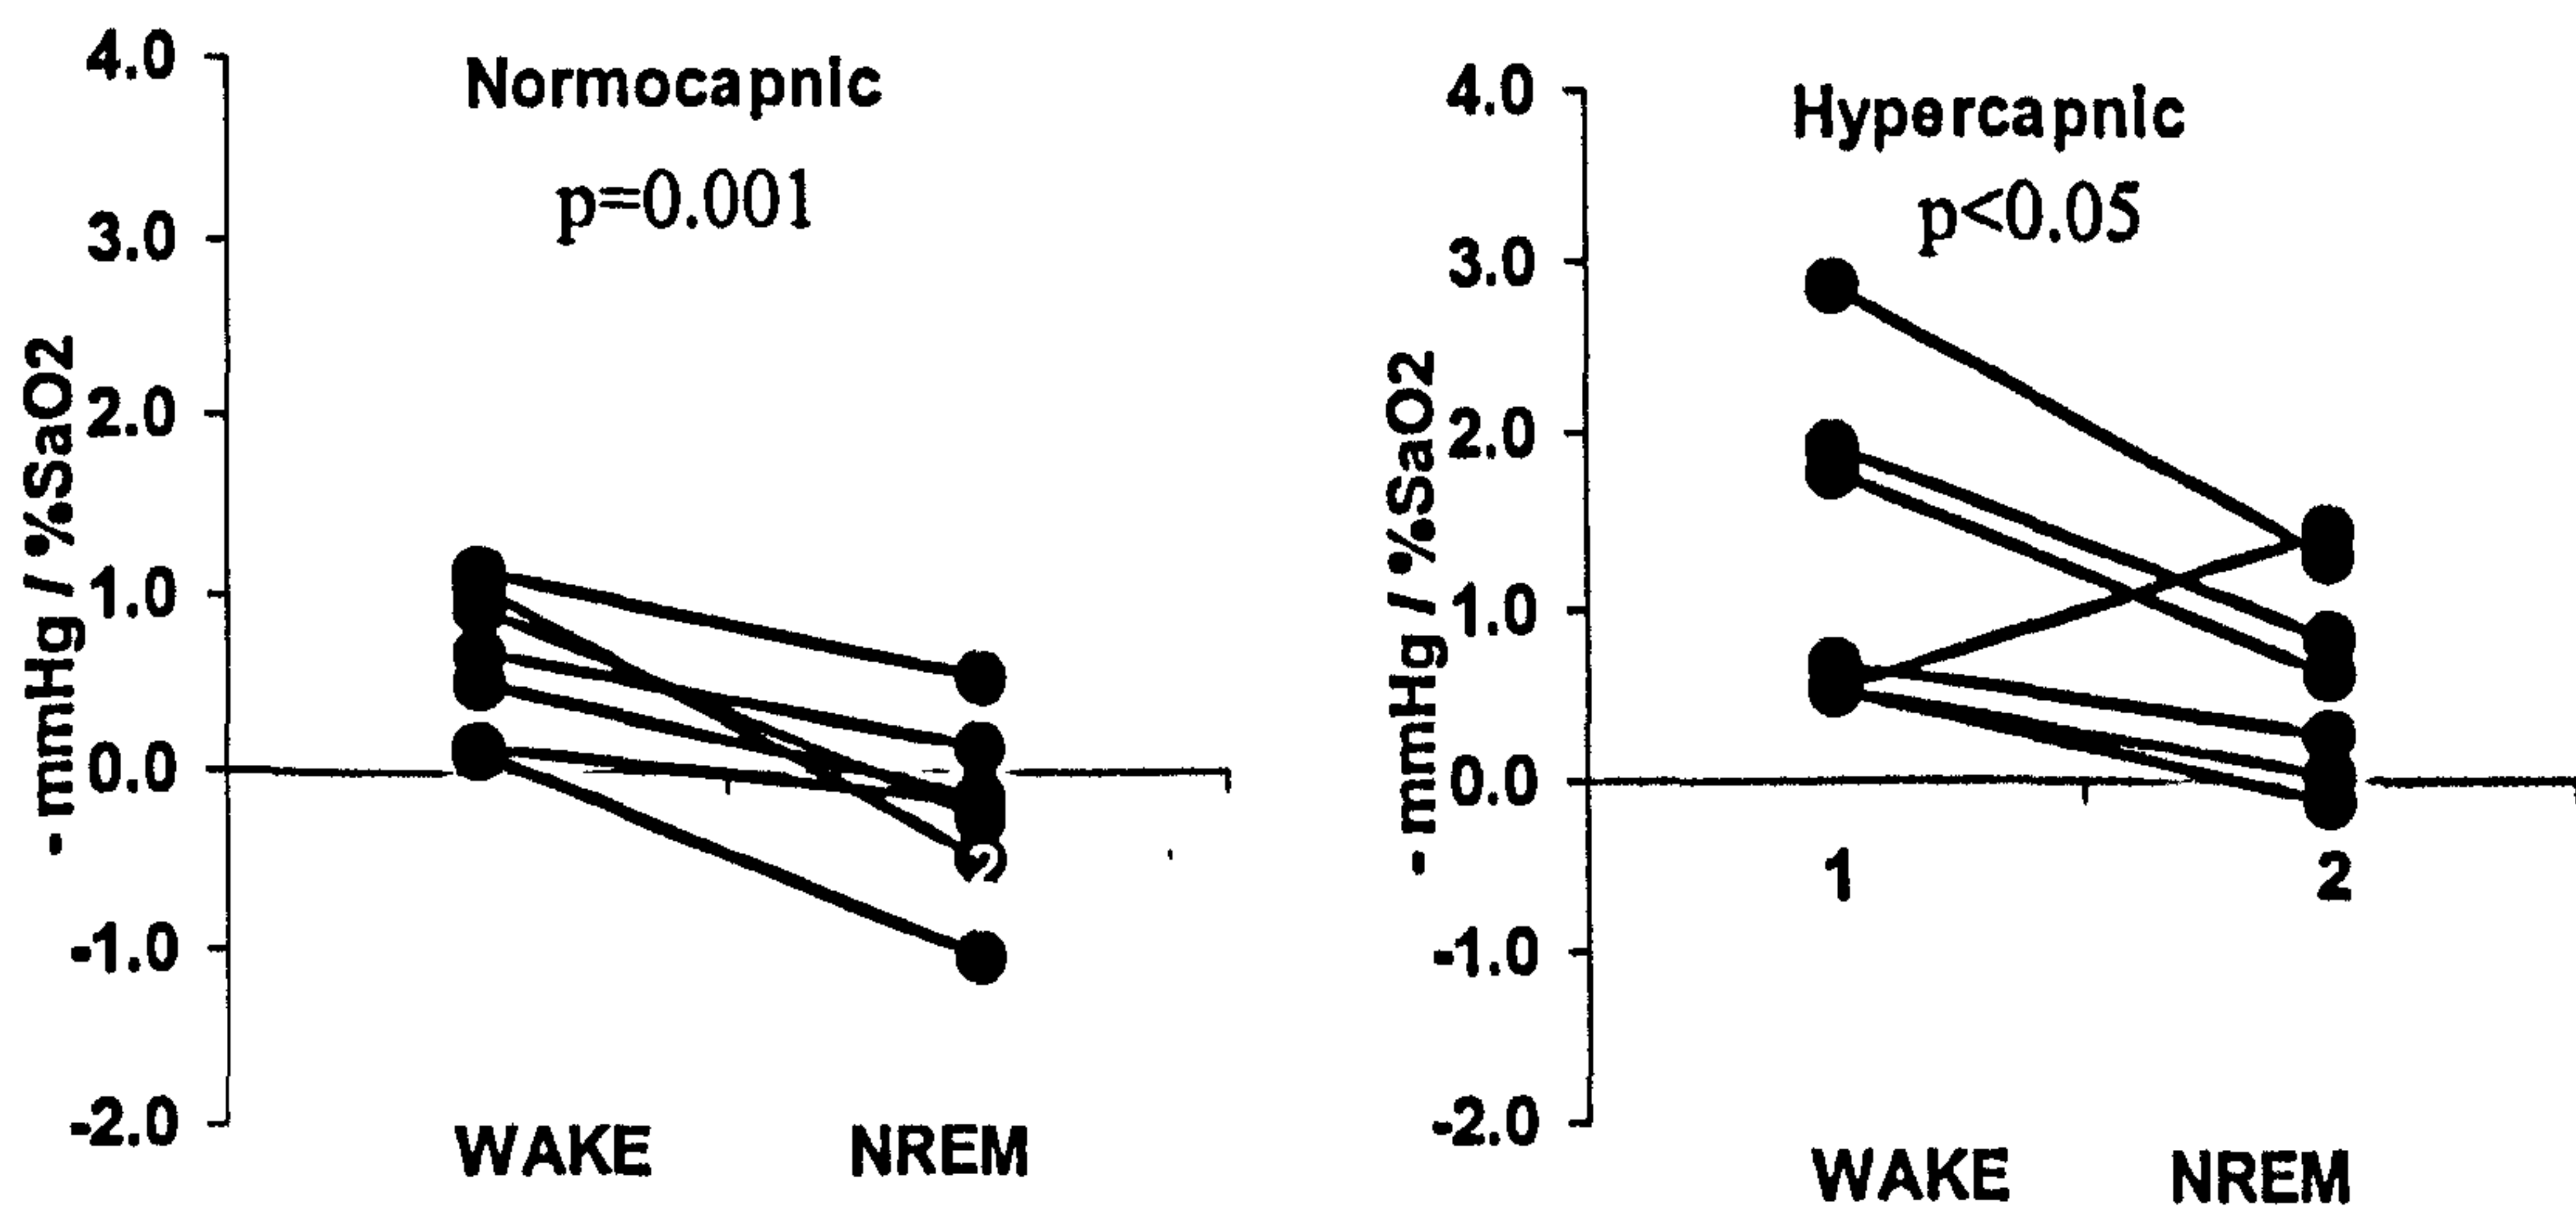 Normocapnic
p=0.001
4.0
3.0
2.0
1.0
0.0
-1.0
-2.0
- mmHg / %SaO2
2
WAKE NREM
Hypercapnic
p<0.05
4.0
3.0
2.0
1.0
0.0
-1.0
-2.0
- mmHg / %SaO2
1 2
WAKE NREM